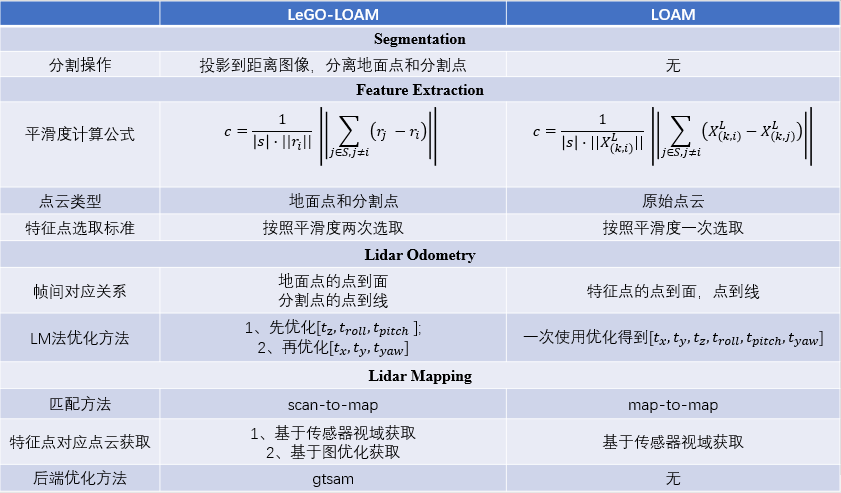 LeGO-LOAM LOAM
Segmentation
分割操作 投影到距离图像，分离地面点和分割点 无
Feature Extraction
平滑度计算公式 c = \frac{1}{|s| \cdot ||r_i||} \left|\left| \sum_{j \in S, j \neq i} (r_j - r_i) \right|\right| c = \frac{1}{|s| \cdot ||X^L_{(k,i)}||} \left|\left| \sum_{j \in S, j \neq i} (X^L_{(k,i)} - X^L_{(k,j)}) \right|\right|
点云类型 地面点和分割点 原始点云
特征点选取标准 按照平滑度两次选取 按照平滑度一次选取
Lidar Odometry
帧间对应关系 地面点的点到面 特征点的点到面，点到线
分割点的点到线
LM法优化方法 1、先优化[t_z, t_{roll}, t_{pitch} ]; 一次使用优化得到[t_x, t_y, t_z, t_{roll}, t_{pitch}, t_{yaw}]
2、再优化[t_x, t_y, t_{yaw}]
Lidar Mapping
匹配方法 scan-to-map map-to-map
特征点对应点云获取 1、基于传感器视域获取 基于传感器视域获取
2、基于图优化获取
后端优化方法 gtsam 无